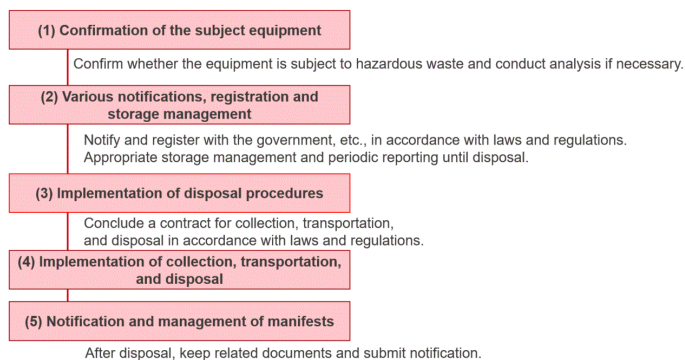 (1) Confirmation of the subject equipment
Confirm whether the equipment is subject to hazardous waste and conduct analysis if necessary.
(2) Various notifications, registration and
storage management
Notify and register with the government, etc., in accordance with laws and regulations.
Appropriate storage management and periodic reporting until disposal.
(3) Implementation of disposal procedures
Conclude a contract for collection, transportation,
and disposal in accordance with laws and regulations.
(4) Implementation of collection, transportation,
and disposal
(5) Notification and management of manifests
After disposal, keep related documents and submit notification.